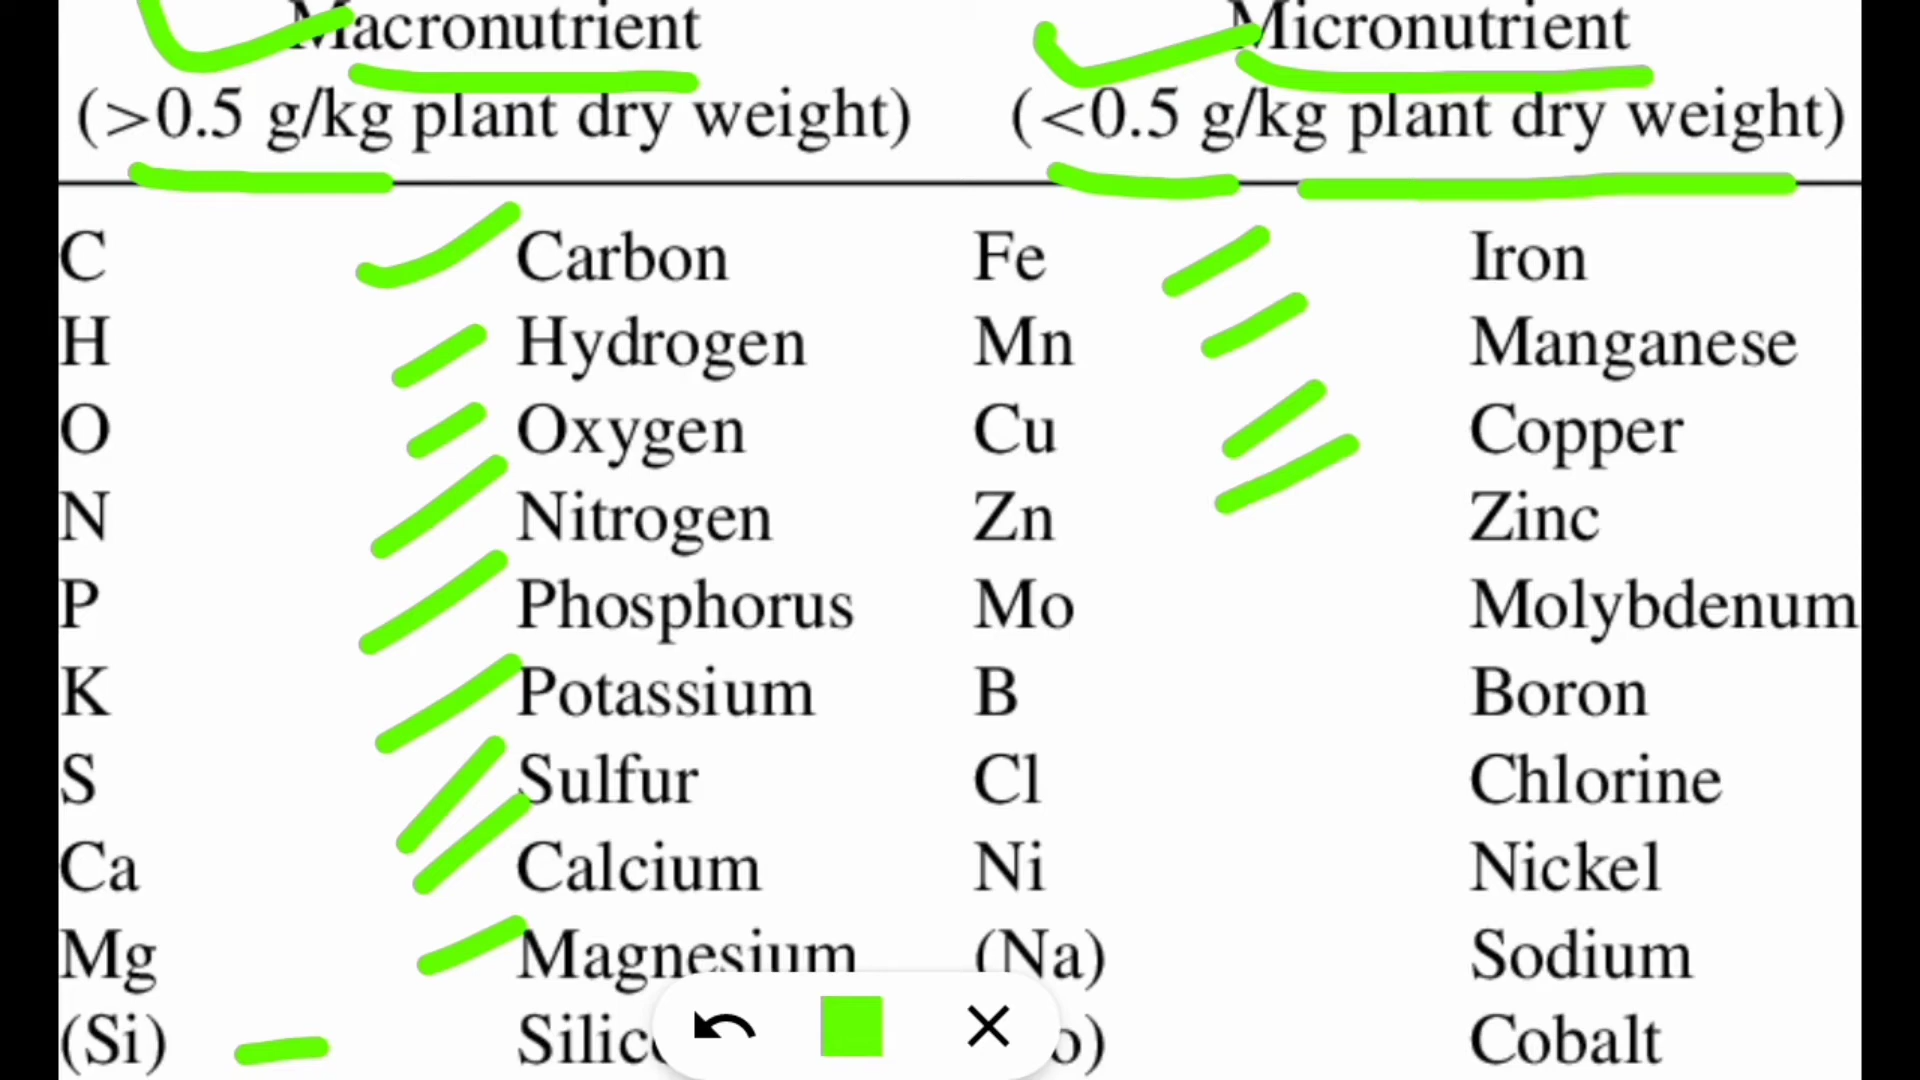 Macronutrient Micronutrient
(>0.5 g/kg plant dry weight) (<0.5 g/kg plant dry weight)
C Carbon Fe Iron
H Hydrogen Mn Manganese
O Oxygen Cu Copper
N Nitrogen Zn Zinc
P Phosphorus Mo Molybdenum
K Potassium B Boron
S Sulfur Cl Chlorine
Ca Calcium Ni Nickel
Mg Magnesium (Na) Sodium
(Si) Cobalt